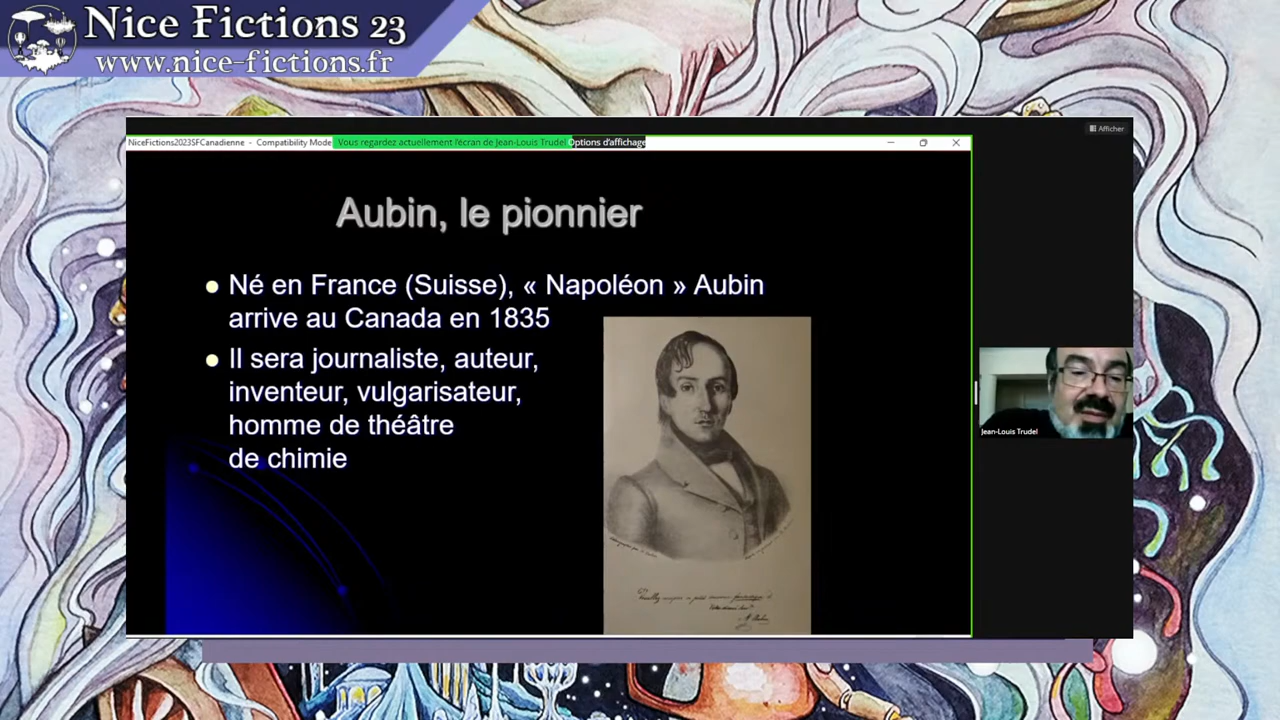 Nice Fictions 23
www.nice-fictions.fr
Afficher
NiceFictions2023SFCanadienne - Compatibility Mode
Vous regardez actuellement l'écran de Jean-Louis Trudel
Options d'affichage
Aubin, le pionnier
Né en France (Suisse), « Napoléon » Aubin
arrive au Canada en 1835
Il sera journaliste, auteur,
inventeur, vulgarisateur,
homme de théâtre
de chimie
Jean-Louis Trudel